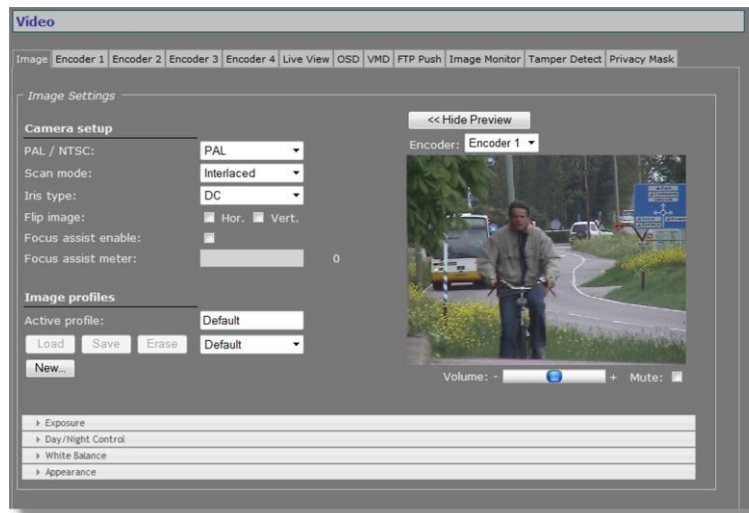 Video
Image Encoder 1 Encoder 2 Encoder 3 Encoder 4 Live View OSD VMD FTP Push Image Monitor Tamper Detect Privacy Mask
Image Settings
Camera setup
PAL / NTSC: PAL
Scan mode: Interlaced
Iris type: DC
Flip image: Hor. Vert.
Focus assist enable:
Focus assist meter: 0
Image profiles
Active profile: Default
Load Save Erase Default
New...
<< Hide Preview
Encoder: Encoder 1
Volume: - + Mute:
Exposure
Day/Night Control
White Balance
Appearance